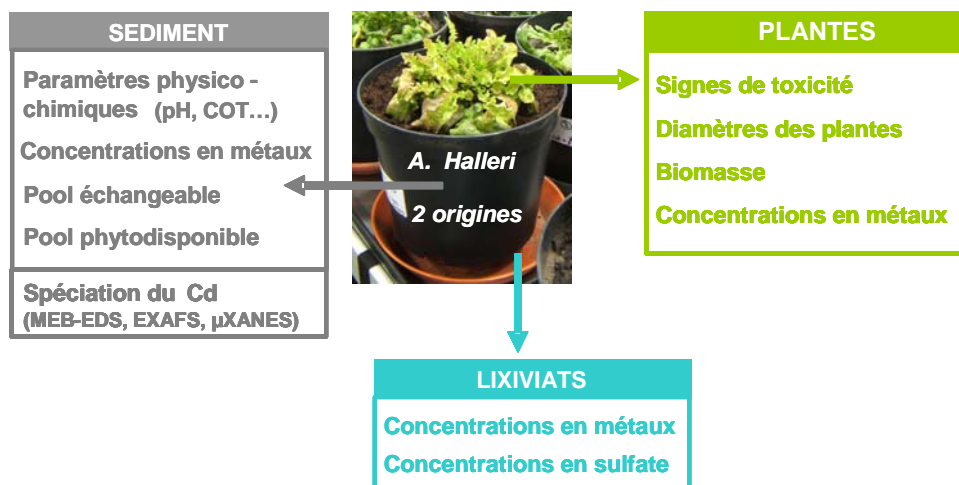 SEDIMENT
Paramètres physico -
chimiques (pH, COT…)
Concentrations en métaux
Pool échangeable
Pool phytodisponible
Spéciation du Cd
(MEB-EDS, EXAFS, µXANES)
A. Halleri
2 origines
PLANTES
Signes de toxicité
Diamètres des plantes
Biomasse
Concentrations en métaux
LIXIVIATS
Concentrations en métaux
Concentrations en sulfate